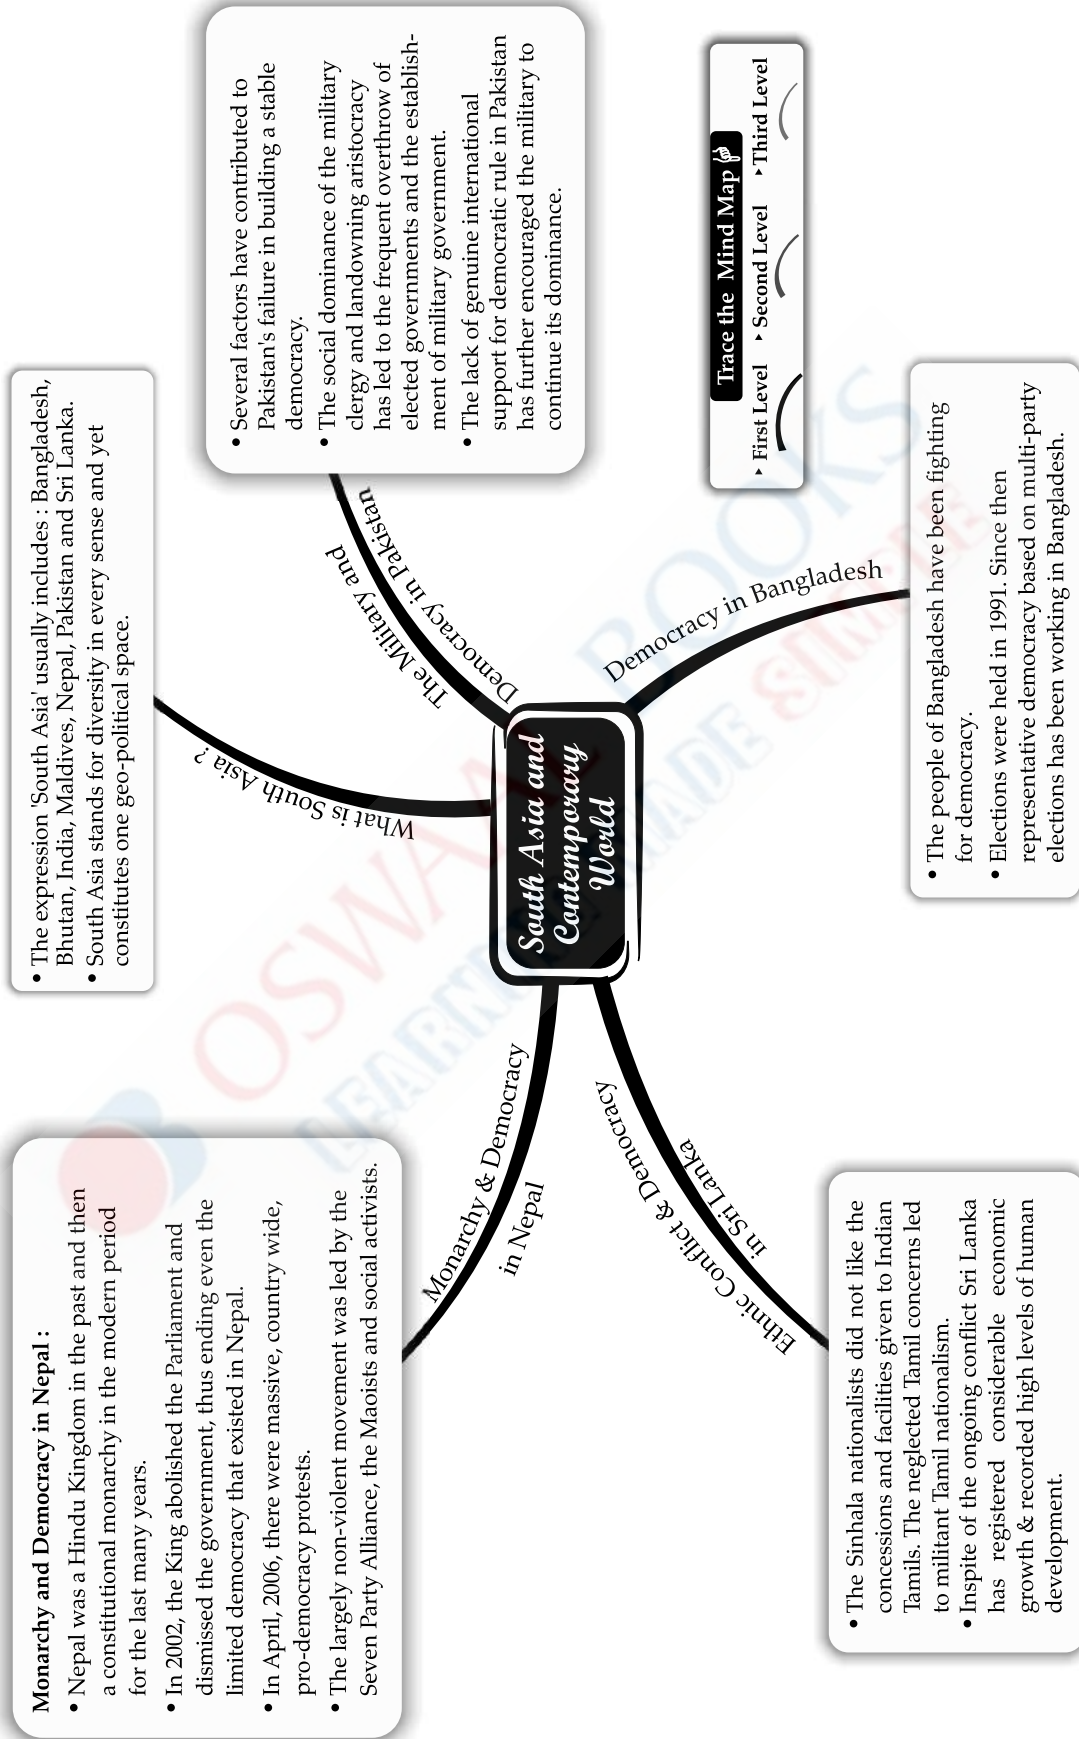 Monarchy and Democracy in Nepal :
• Nepal was a Hindu Kingdom in the past and then
a constitutional monarchy in the modern period
for the last many years.
• In 2002, the King abolished the Parliament and
dismissed the government, thus ending even the
limited democracy that existed in Nepal.
• In April, 2006, there were massive, country wide,
pro-democracy protests.
• The largely non-violent movement was led by the
Seven Party Alliance, the Maoists and social activists.
Monarchy & Democracy
in Nepal
• The expression 'South Asia' usually includes : Bangladesh,
Bhutan, India, Maldives, Nepal, Pakistan and Sri Lanka.
• South Asia stands for diversity in every sense and yet
constitutes one geo-political space.
What is South Asia ?
• Several factors have contributed to
Pakistan's failure in building a stable
democracy.
• The social dominance of the military
clergy and landowning aristocracy
has led to the frequent overthrow of
elected governments and the establish-
ment of military government.
• The lack of genuine international
support for democratic rule in Pakistan
has further encouraged the military to
continue its dominance.
The Military and
Democracy in Pakistan
South Asia and
Contemporary
World
Trace the Mind Map
▸ First Level ▸ Second Level ▸ Third Level
Ethnic Conflict & Democracy
in Sri Lanka
• The Sinhala nationalists did not like the
concessions and facilities given to Indian
Tamils. The neglected Tamil concerns led
to militant Tamil nationalism.
• Inspite of the ongoing conflict Sri Lanka
has registered considerable economic
growth & recorded high levels of human
development.
Democracy in Bangladesh
• The people of Bangladesh have been fighting
for democracy.
• Elections were held in 1991. Since then
representative democracy based on multi-party
elections has been working in Bangladesh.
OSWAAL BOOKS
LEARNING MADE SIMPLE